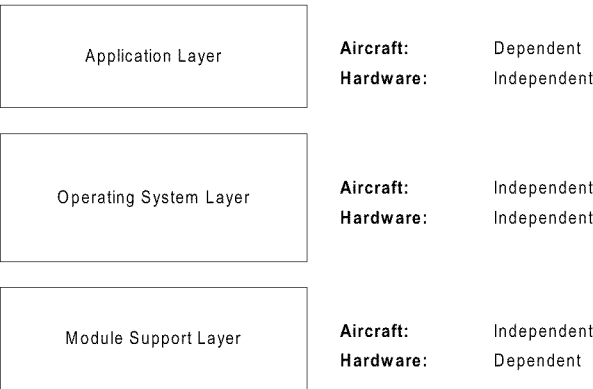 Application Layer
Aircraft: Dependent
Hardware: Independent
Operating System Layer
Aircraft: Independent
Hardware: Independent
Module Support Layer
Aircraft: Independent
Hardware: Dependent